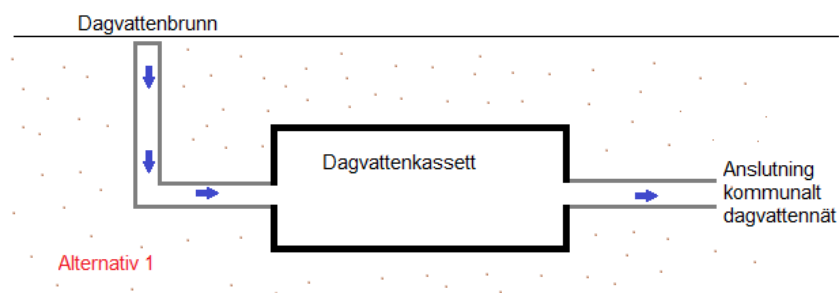 Dagvattenbrunn
Dagvattenkassett
Anslutning
kommunalt
dagvattennät
Alternativ 1